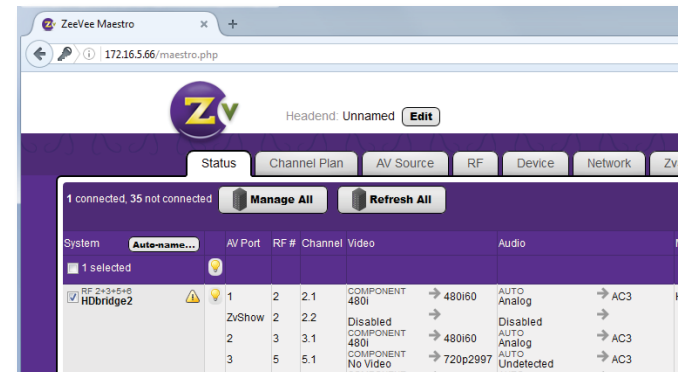 ZeeVee Maestro
172.16.5.66/maestro.php
Zv
Headend: Unnamed Edit
Status Channel Plan AV Source RF Device Network
1 connected, 35 not connected Manage All Refresh All
System Auto-name... AV Port RF # Channel Video Audio
1 selected
RF 2+3+5+6
HDbridge2
1 2 2.1 COMPONENT 480i 480i60 AUTO Analog AC3
ZvShow 2 2.2 Disabled Disabled
2 3 3.1 COMPONENT 480i 480i60 AUTO Analog AC3
3 5 5.1 COMPONENT No Video 720p2997 AUTO Undetected AC3